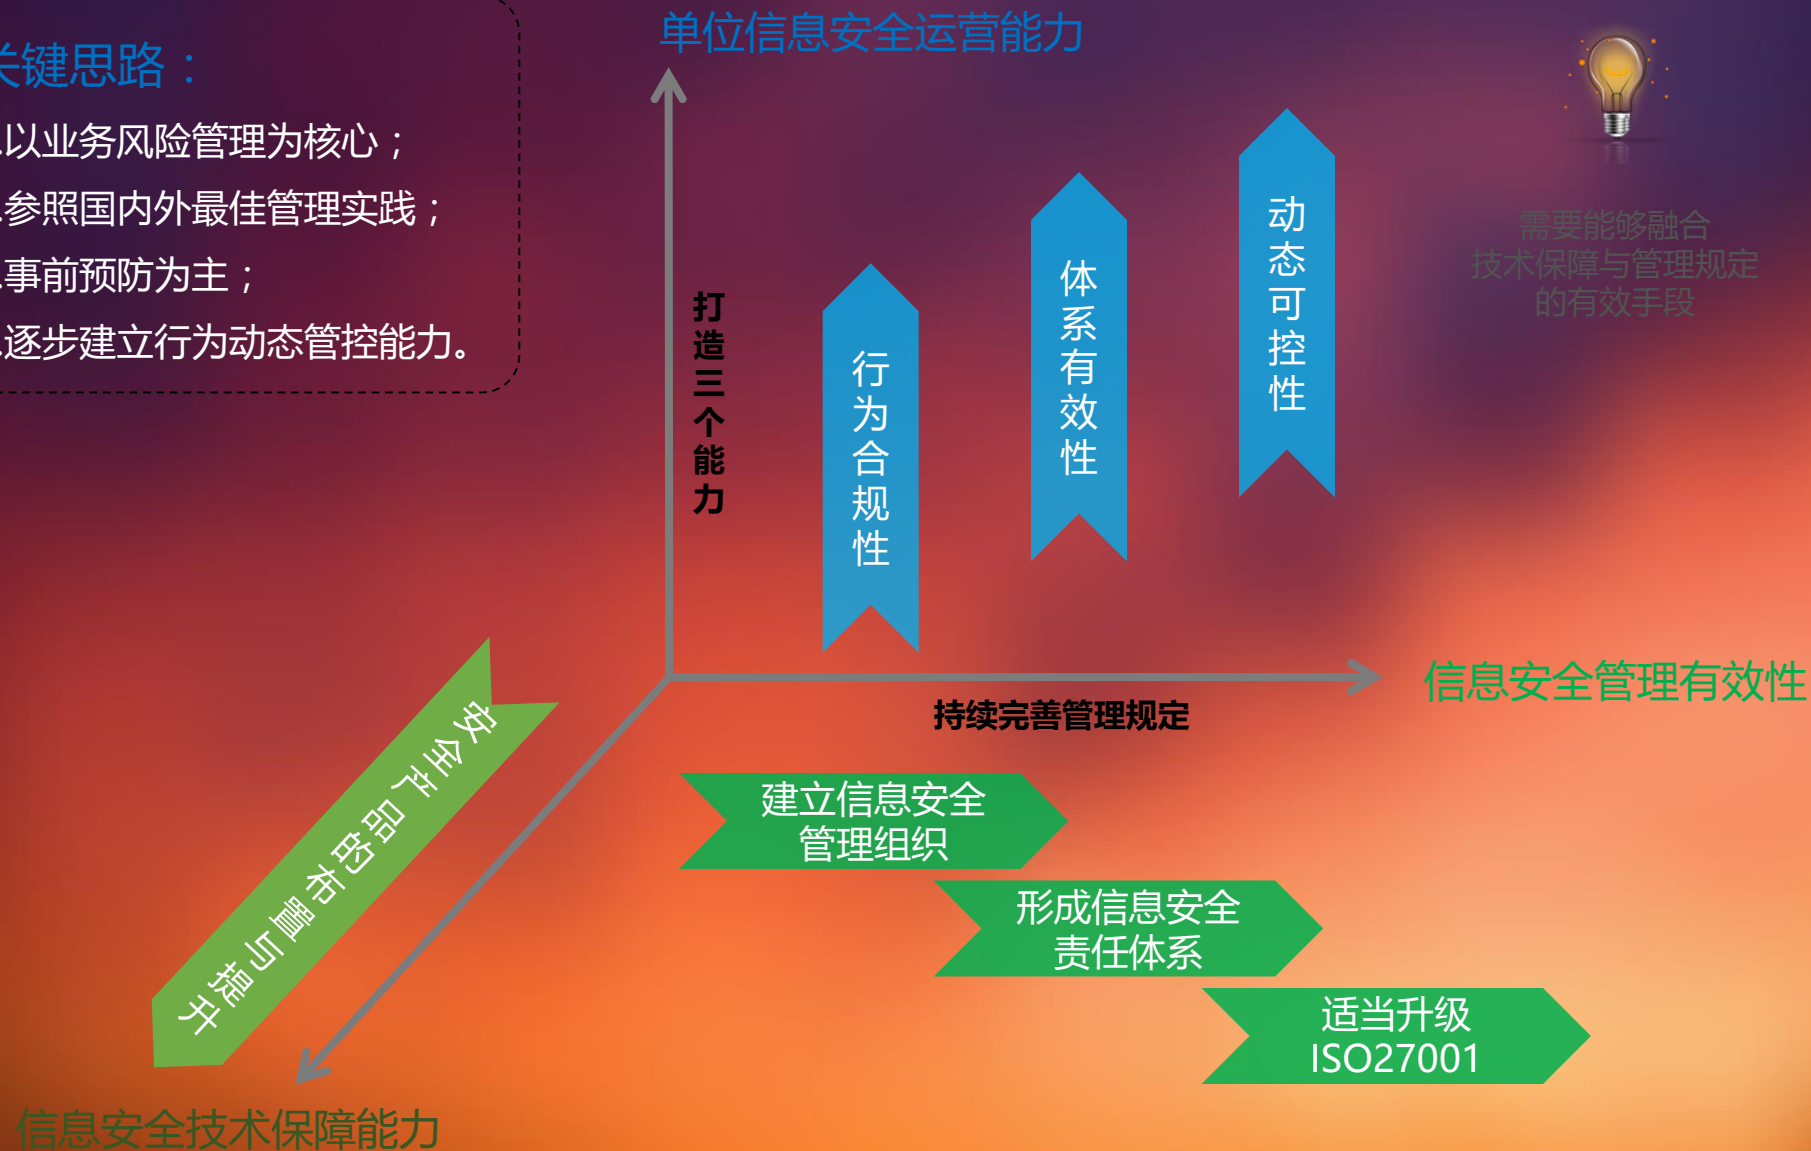 单位信息安全运营能力
关键思路：
.以业务风险管理为核心；
.参照国内外最佳管理实践；
.事前预防为主；
.逐步建立行为动态管控能力。
需要能够融合
技术保障与管理规定
的有效手段
打造三个能力
行为合规性
体系有效性
动态可控性
信息安全管理有效性
持续完善管理规定
建立信息安全
管理组织
形成信息安全
责任体系
适当升级
ISO27001
安全产品的布置与提升
信息安全技术保障能力